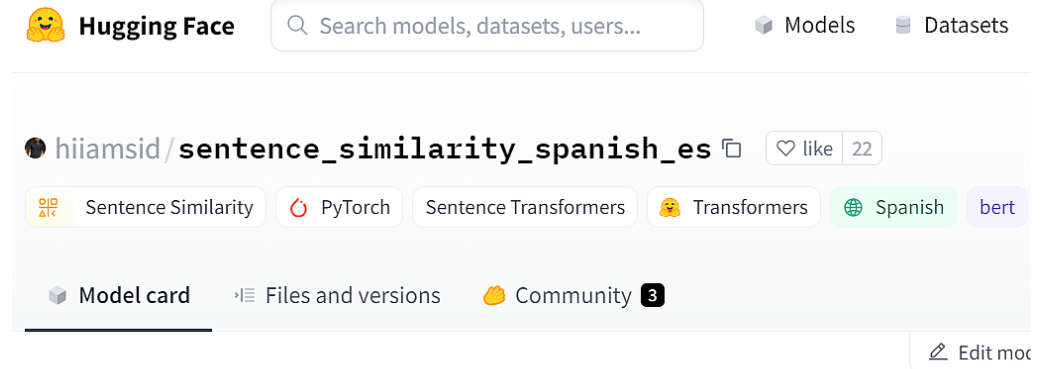 Hugging Face Search models, datasets, users... Models Datasets
hiiamsid/sentence_similarity_spanish_es like 22
Sentence Similarity PyTorch Sentence Transformers Transformers Spanish bert
Model card Files and versions Community 3
Edit mod